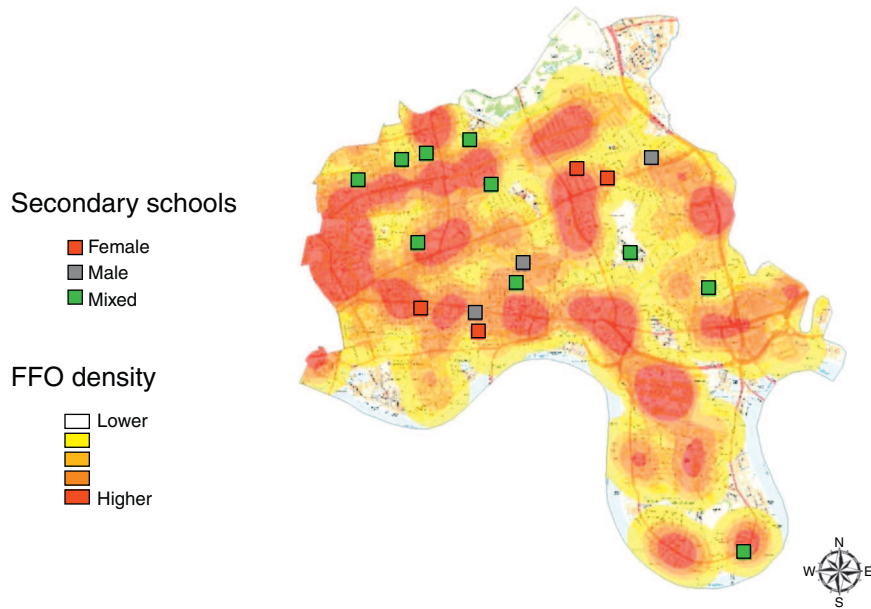 Secondary schools
Female
Male
Mixed
FFO density
Lower
Higher
N
W
E
S